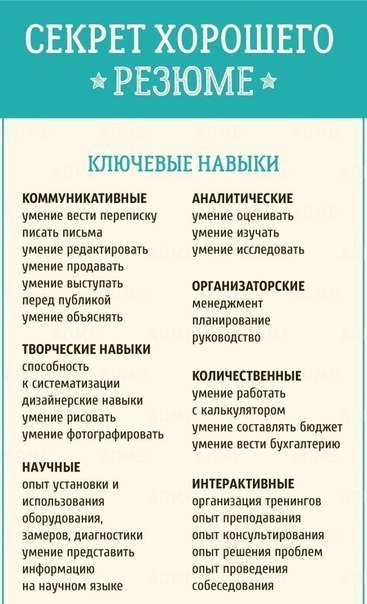 СЕКРЕТ ХОРОШЕГО
РЕЗЮМЕ
КЛЮЧЕВЫЕ НАВЫКИ
КОММУНИКАТИВНЫЕ
умение вести переписку
писать письма
умение редактировать
умение продавать
умение выступать
перед публикой
умение объяснять
ТВОРЧЕСКИЕ НАВЫКИ
способность
к систематизации
дизайнерские навыки
умение рисовать
умение фотографировать
НАУЧНЫЕ
опыт установки и
использования
оборудования,
замеров, диагностики
умение представить
информацию
на научном языке
АНАЛИТИЧЕСКИЕ
умение оценивать
умение изучать
умение исследовать
ОРГАНИЗАТОРСКИЕ
менеджмент
планирование
руководство
КОЛИЧЕСТВЕННЫЕ
умение работать
с калькулятором
умение составлять бюджет
умение вести бухгалтерию
ИНТЕРАКТИВНЫЕ
организация тренингов
опыт преподавания
опыт консультирования
опыт решения проблем
опыт проведения
собеседования